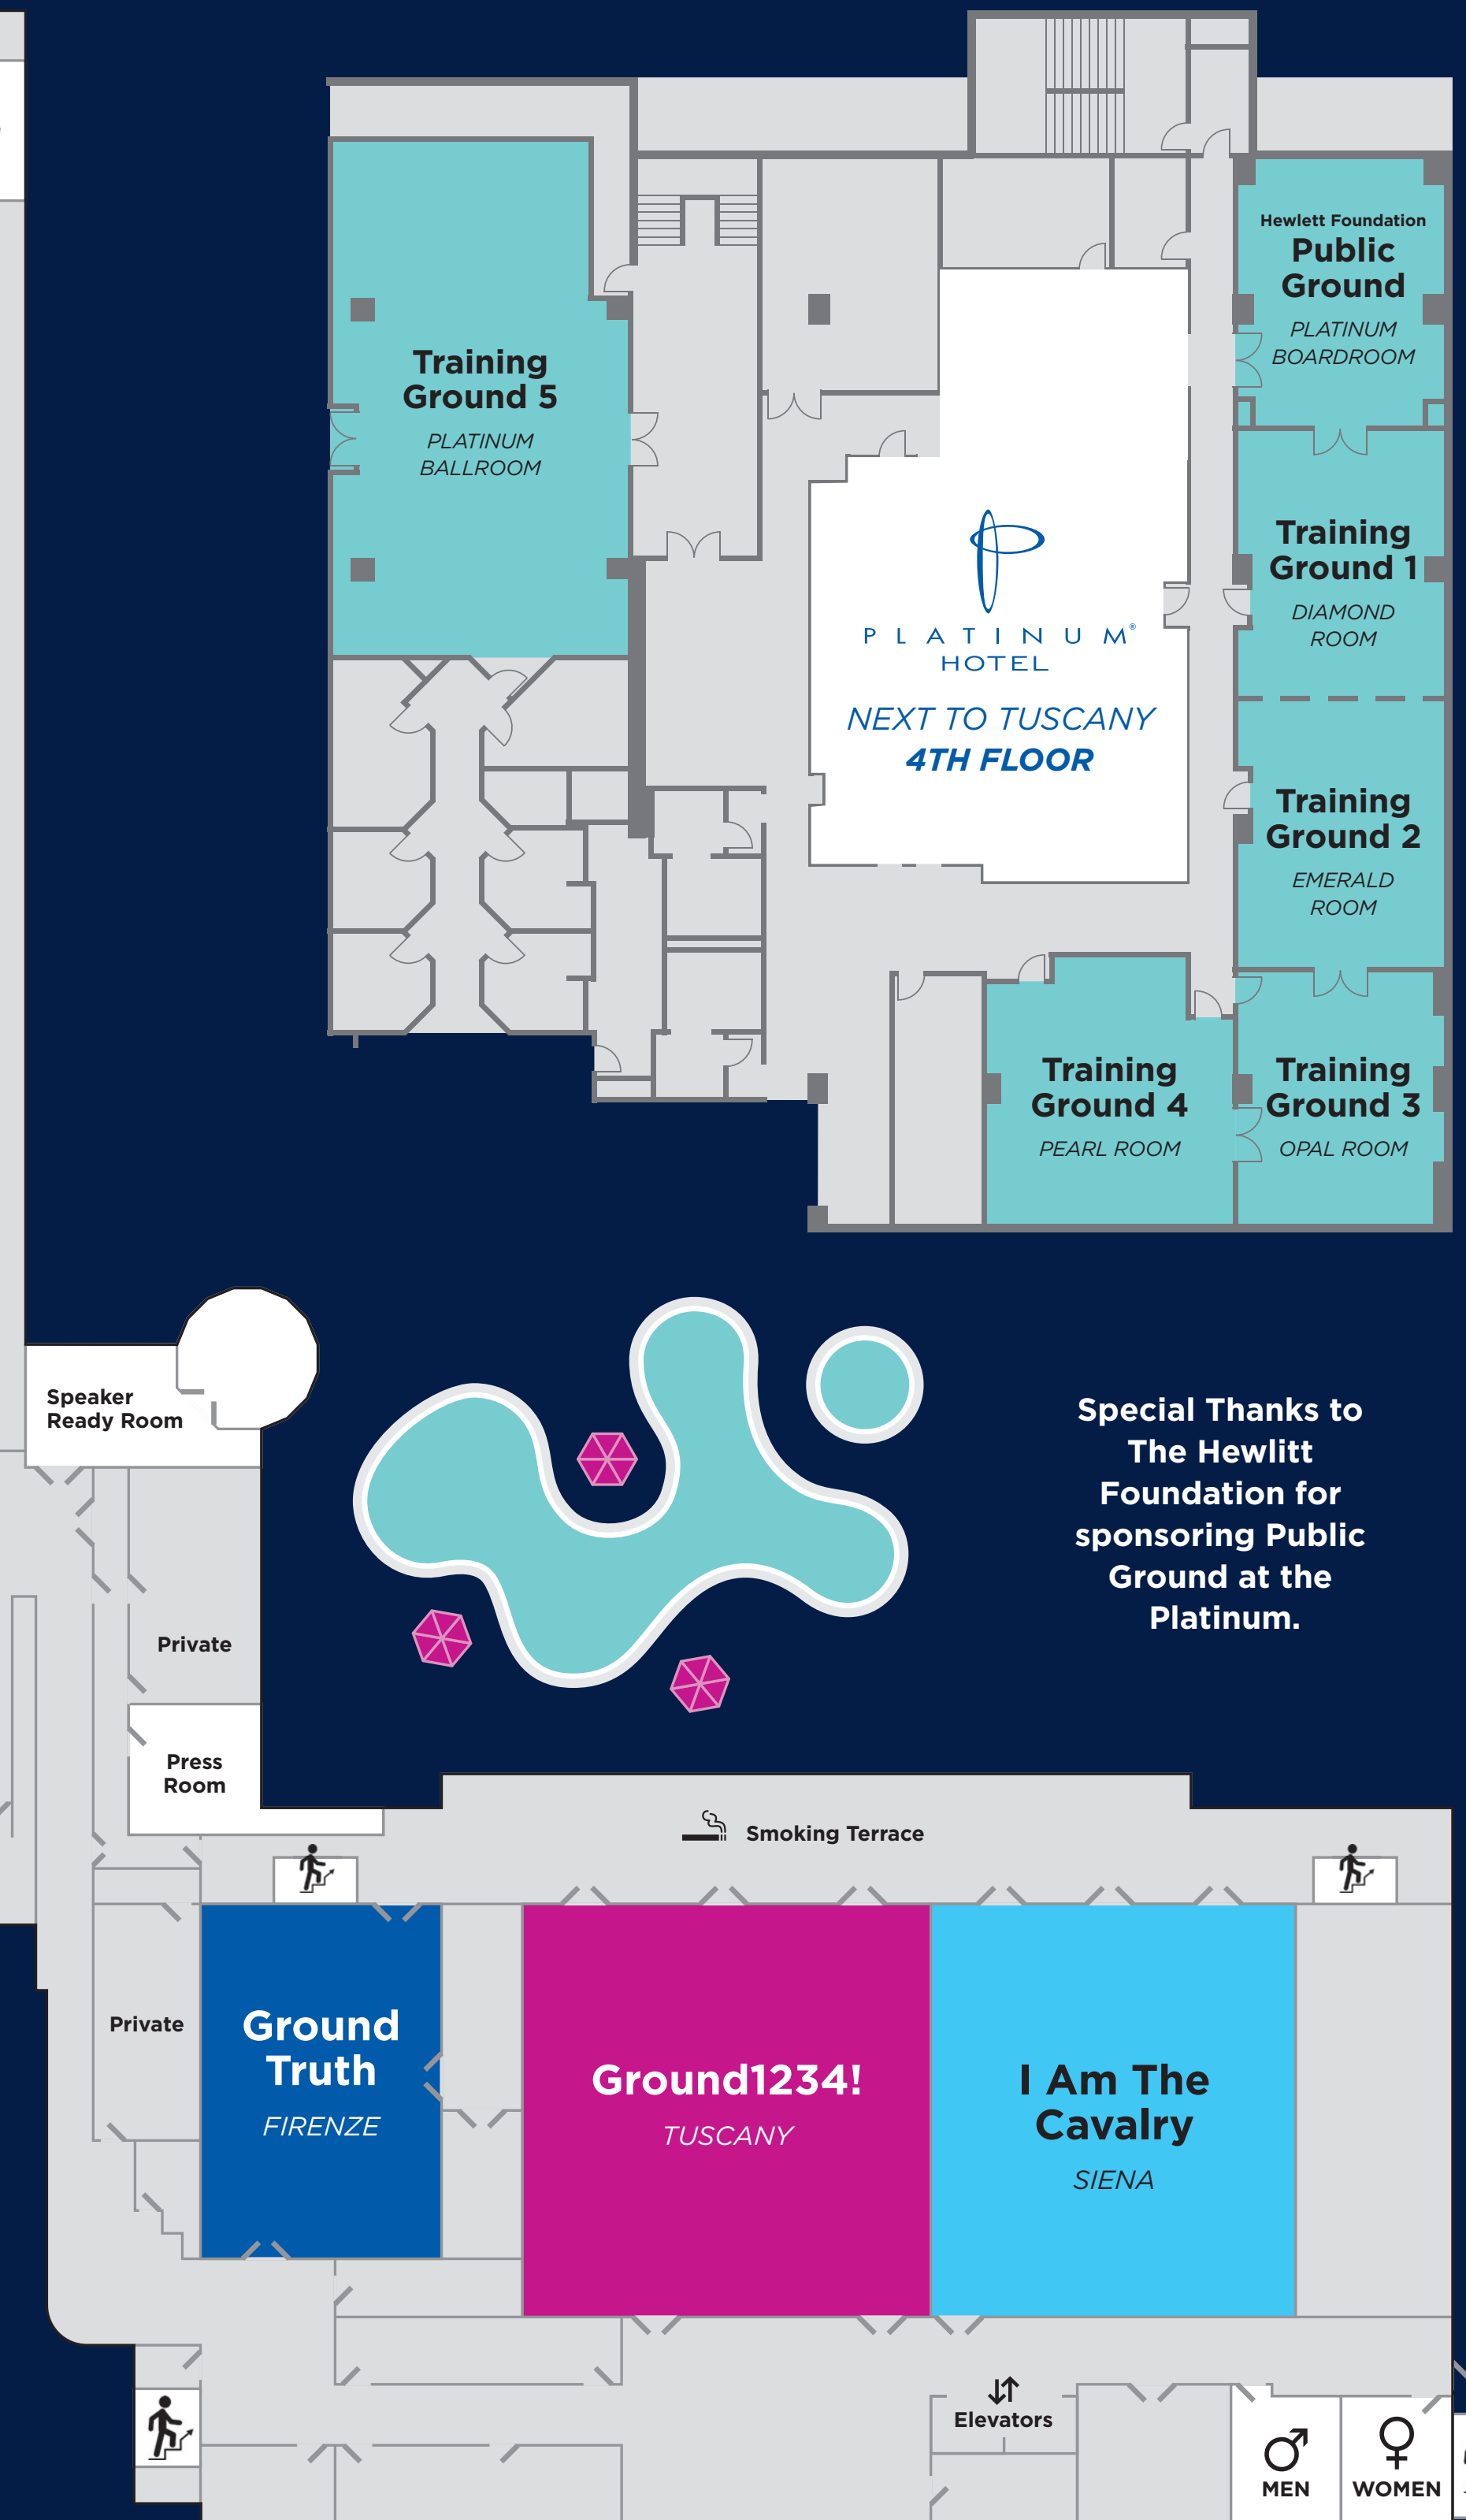 Hewlett Foundation
Public
Ground
PLATINUM
BOARDROOM
Training
Ground 5
PLATINUM
BALLROOM
Training
Ground 1
DIAMOND
ROOM
PLATINUM®
HOTEL
NEXT TO TUSCANY
4TH FLOOR
Training
Ground 2
EMERALD
ROOM
Training
Ground 4
PEARL ROOM
Training
Ground 3
OPAL ROOM
Speaker
Ready Room
Special Thanks to
The Hewlitt
Foundation for
sponsoring Public
Ground at the
Platinum.
Private
Press
Room
Smoking Terrace
Private
Ground
Truth
FIRENZE
Ground1234!
TUSCANY
I Am The
Cavalry
SIENA
Elevators
MEN
WOMEN